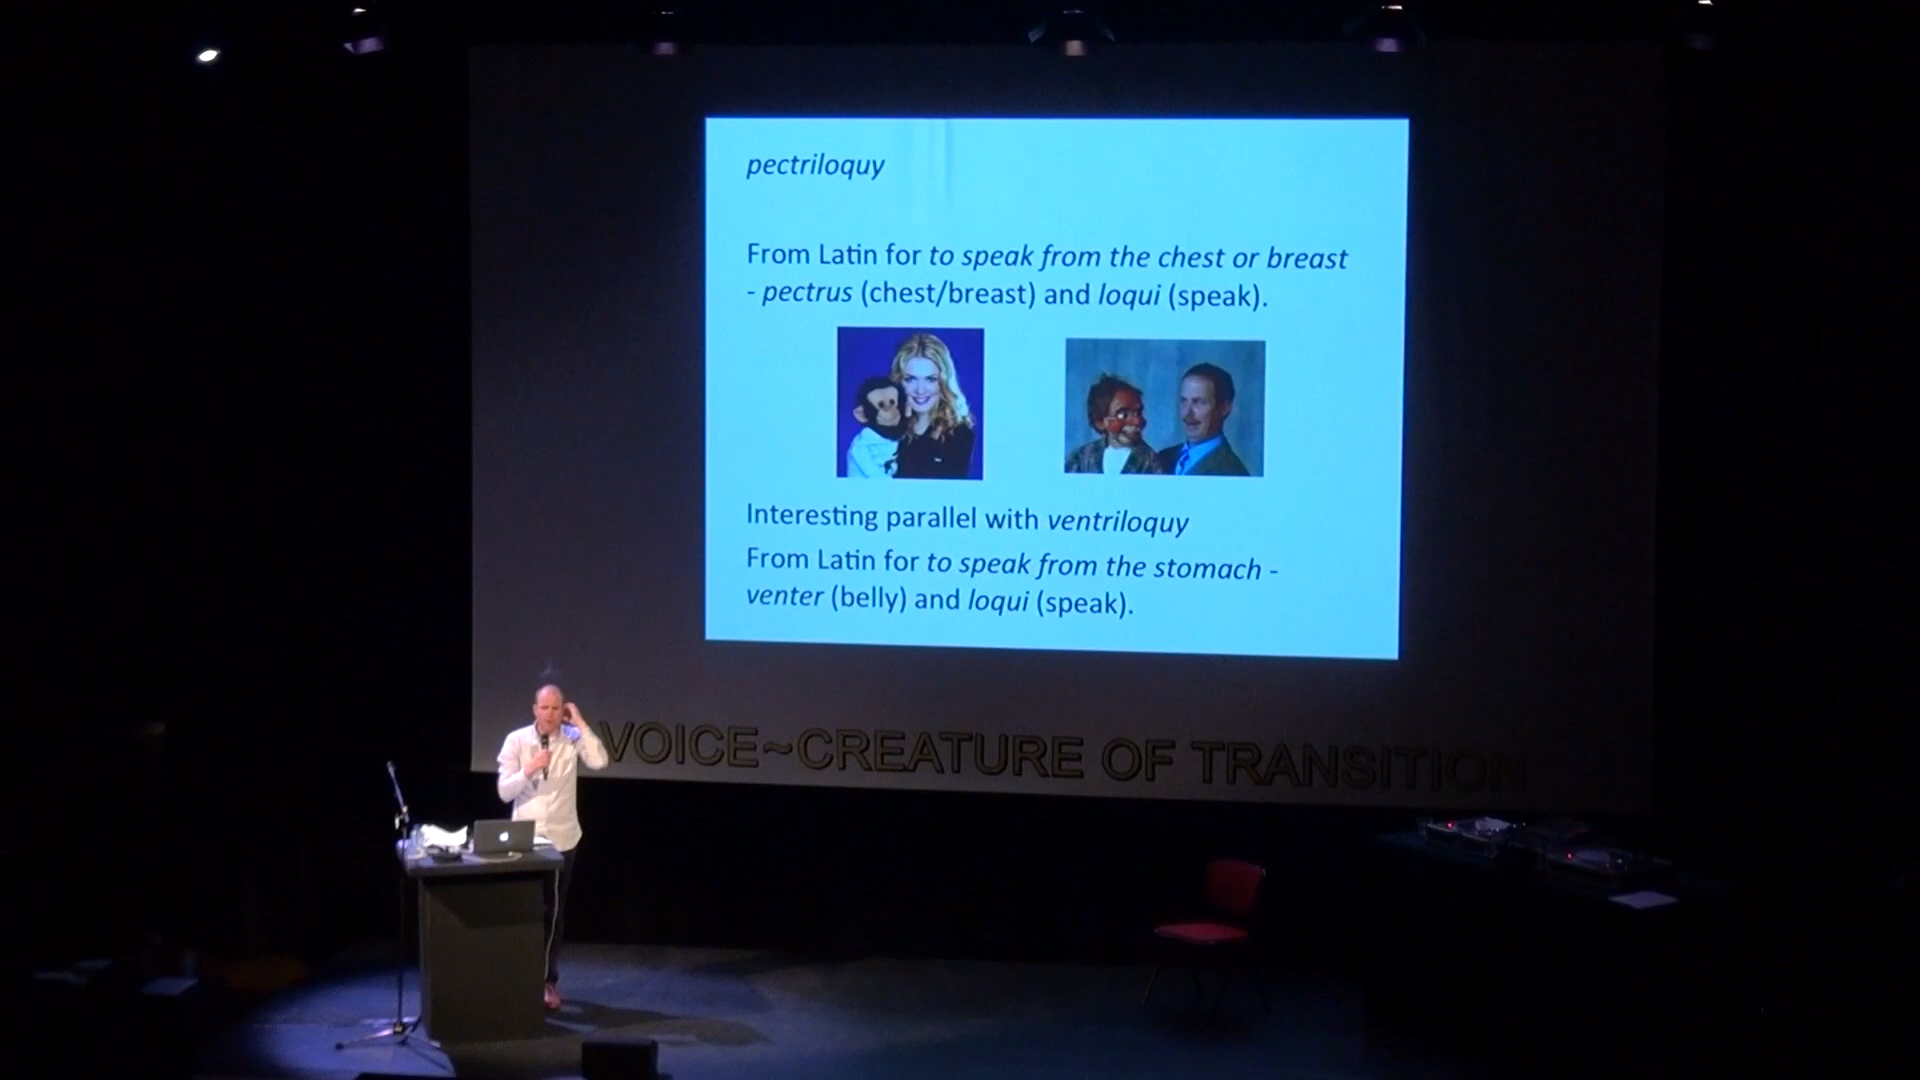 pectriloquy
From Latin for to speak from the chest or breast
- pectrus (chest/breast) and loqui (speak).
Interesting parallel with ventriloquy
From Latin for to speak from the stomach -
venter (belly) and loqui (speak).
VOICE~CREATURE OF TRANSITION